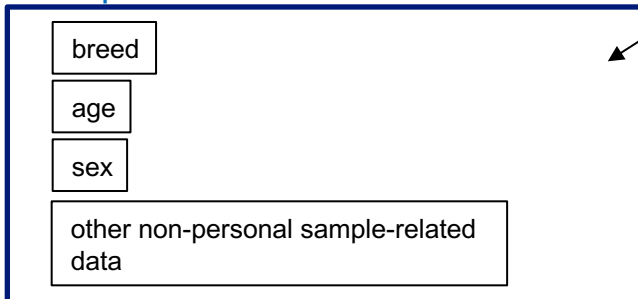 breed
age
sex
other non-personal sample-related
data